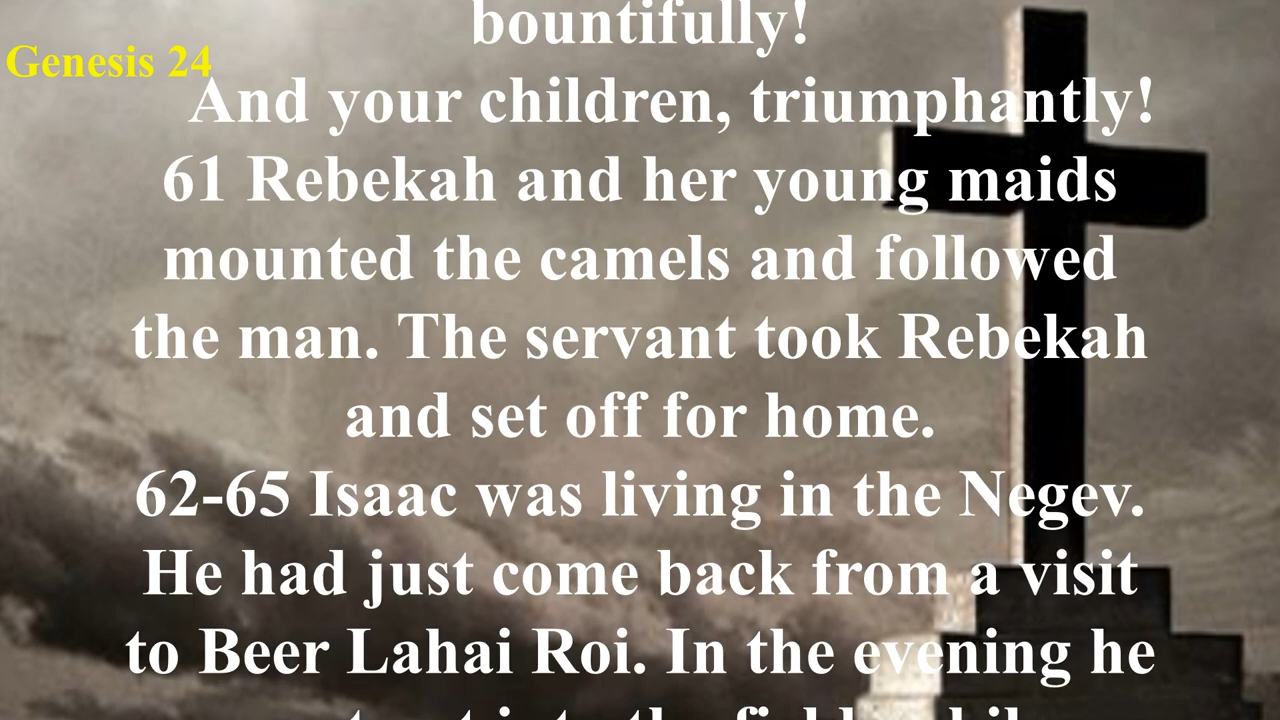 bountifully!
Genesis 24
And your children, triumphantly!
61 Rebekah and her young maids
mounted the camels and followed
the man. The servant took Rebekah
and set off for home.
62-65 Isaac was living in the Negev.
He had just come back from a visit
to Beer Lahai Roi. In the evening he